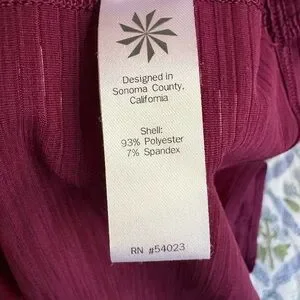 Designed in
Sonoma County,
California
Shell:
93% Polyester
7% Spandex
RN #54023